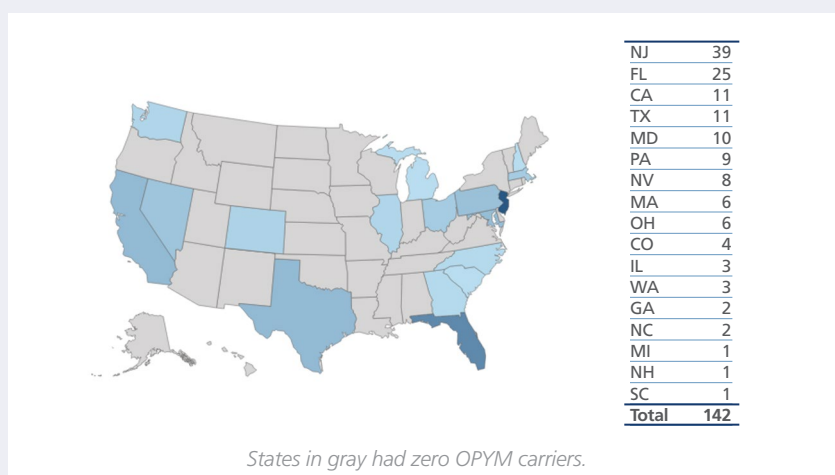 NJ 39
FL 25
CA 11
TX 11
MD 10
PA 9
NV 8
MA 6
OH 6
CO 4
IL 3
WA 3
GA 2
NC 2
MI 1
NH 1
SC 1
Total 142
States in gray had zero OPYM carriers.